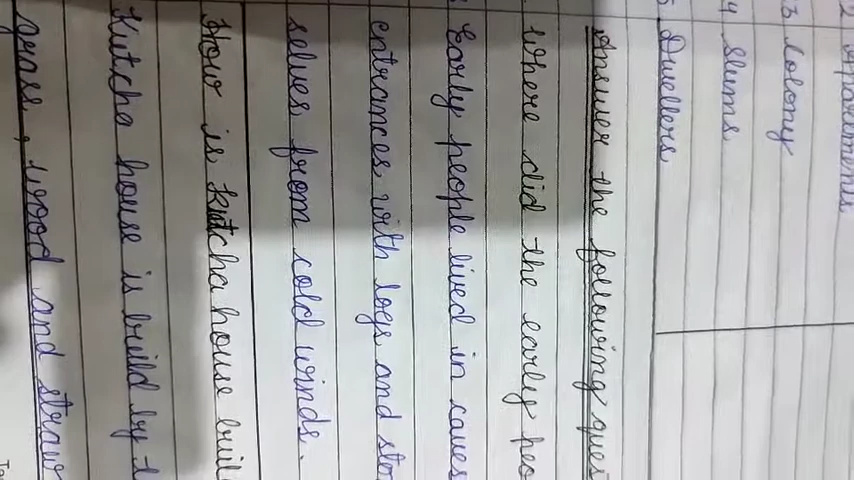 2 Apartments
3 colony
4 Slums
5 Dwellers
Answer the following ques
where did the early peo
Early people lived in caves
entrances with logs and sto
selves from cold winds.
How is kutcha house buil
Kutcha house is build by
grass, wood and straw